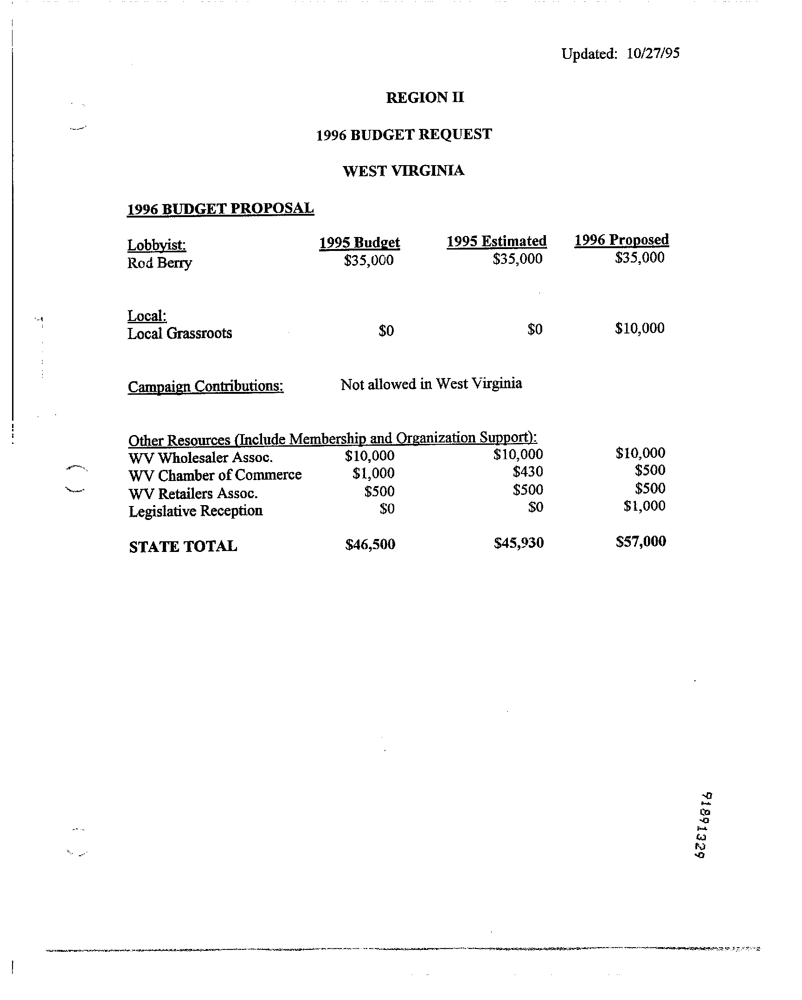 Updated: 10/27/95
REGION II
1996 BUDGET REQUEST
WEST VIRGINIA
1996 BUDGET PROPOSAL
Lobbyist: 1995 Budget 1995 Estimated 1996 Proposed
Rod Berry $35,000 $35,000 $35,000
Local:
Local Grassroots $0 $0 $10,000
Campaign Contributions: Not allowed in West Virginia
Other Resources (Include Membership and Organization Support):
WV Wholesaler Assoc. $10,000 $10,000 $10,000
WV Chamber of Commerce $1,000 $430 $500
WV Retailers Assoc. $500 $500 $500
Legislative Reception $0 $0 $1,000
STATE TOTAL $46,500 $45,930 $57,000
91891329